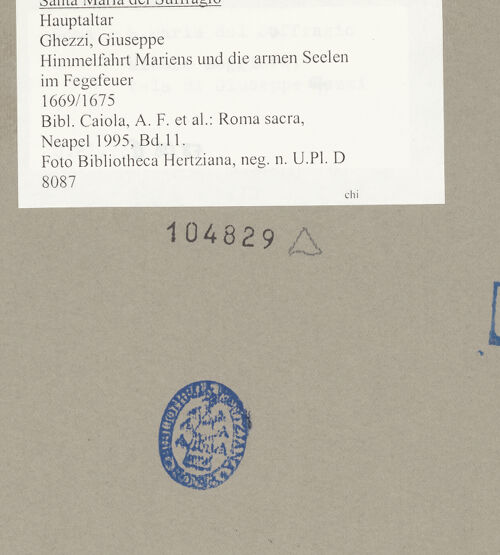 Santa Maria del Suffragio
Hauptaltar
Ghezzi, Giuseppe
Himmelfahrt Mariens und die armen Seelen
im Fegefeuer
1669/1675
Bibl. Caiola, A. F. et al.: Roma sacra,
Neapel 1995, Bd.11.
Foto Bibliotheca Hertziana, neg. n. U.Pl. D
8087
chi
104829